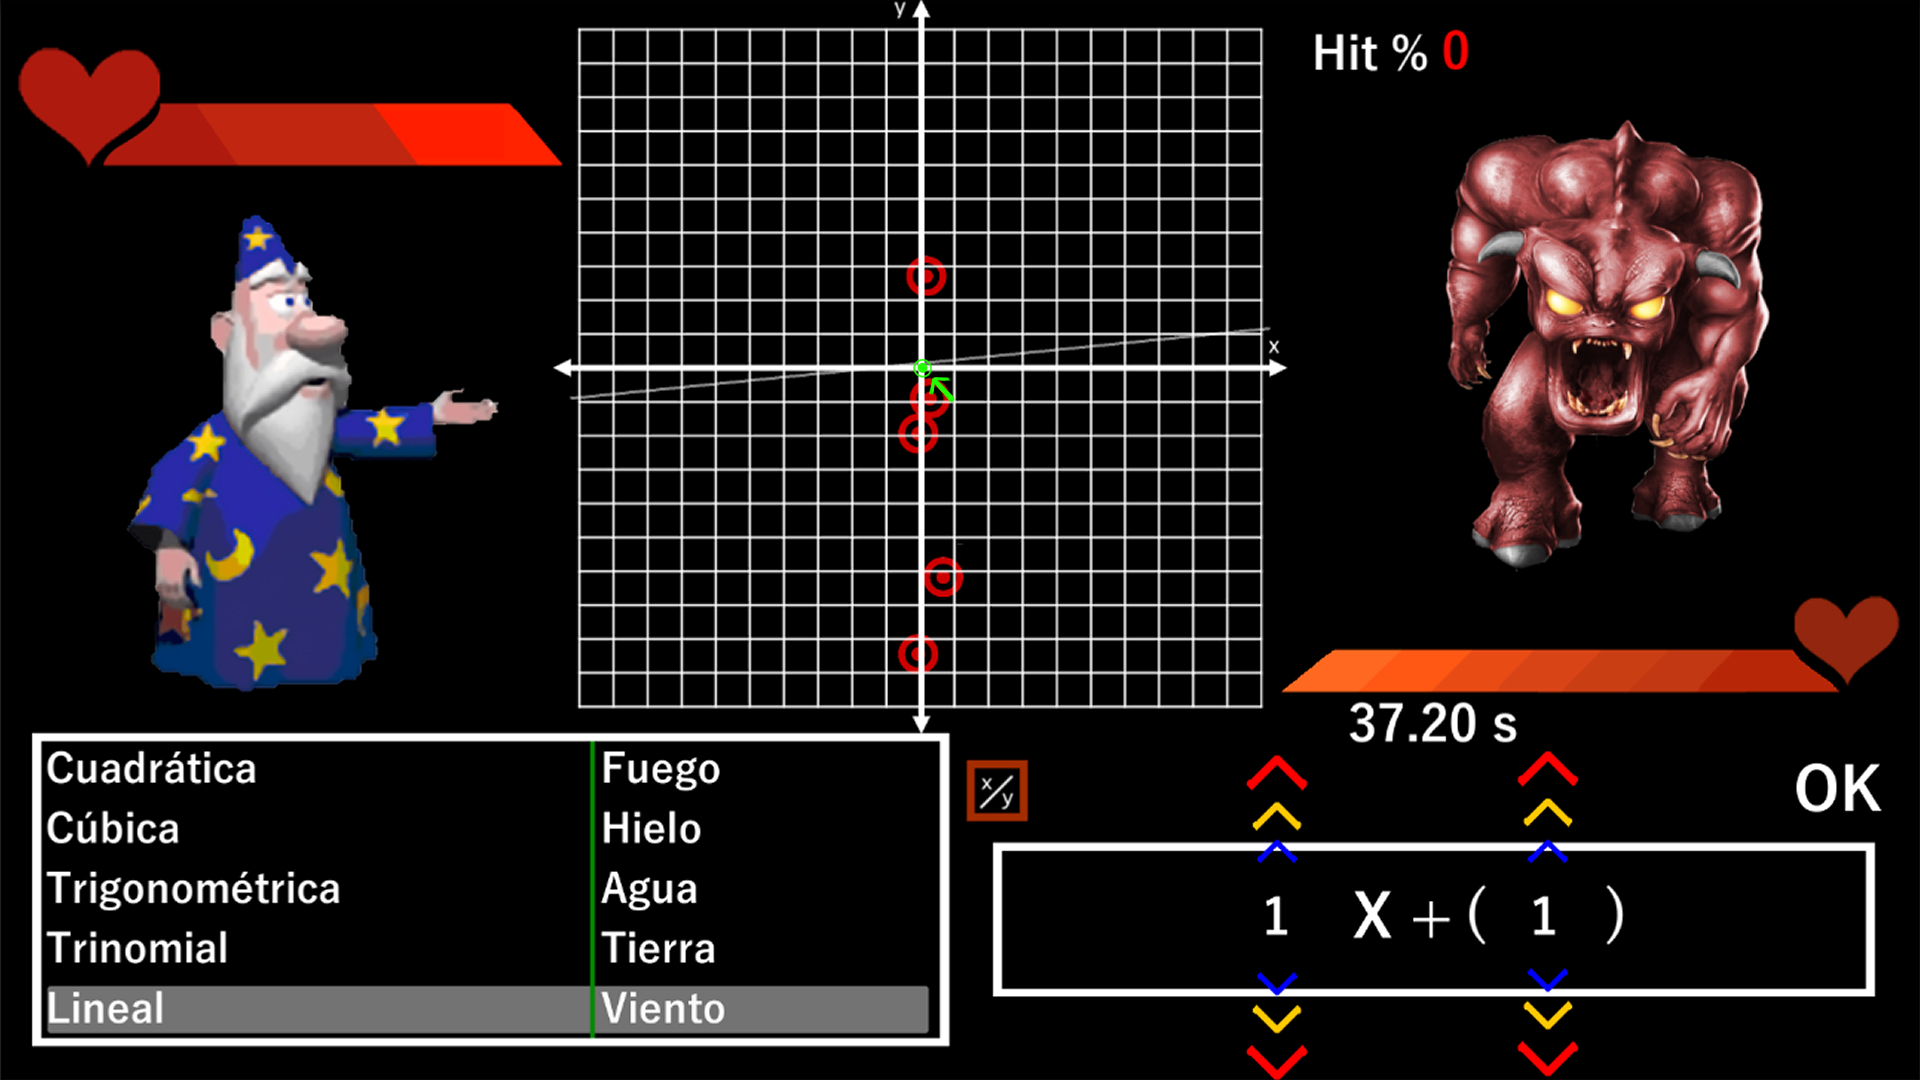 y
Hit % 0
x
37.20 s
Cuadrática Fuego
Cúbica Hielo
Trigonométrica Agua
Trinomial Tierra
Lineal Viento
x/y
OK
1 X + ( 1 )